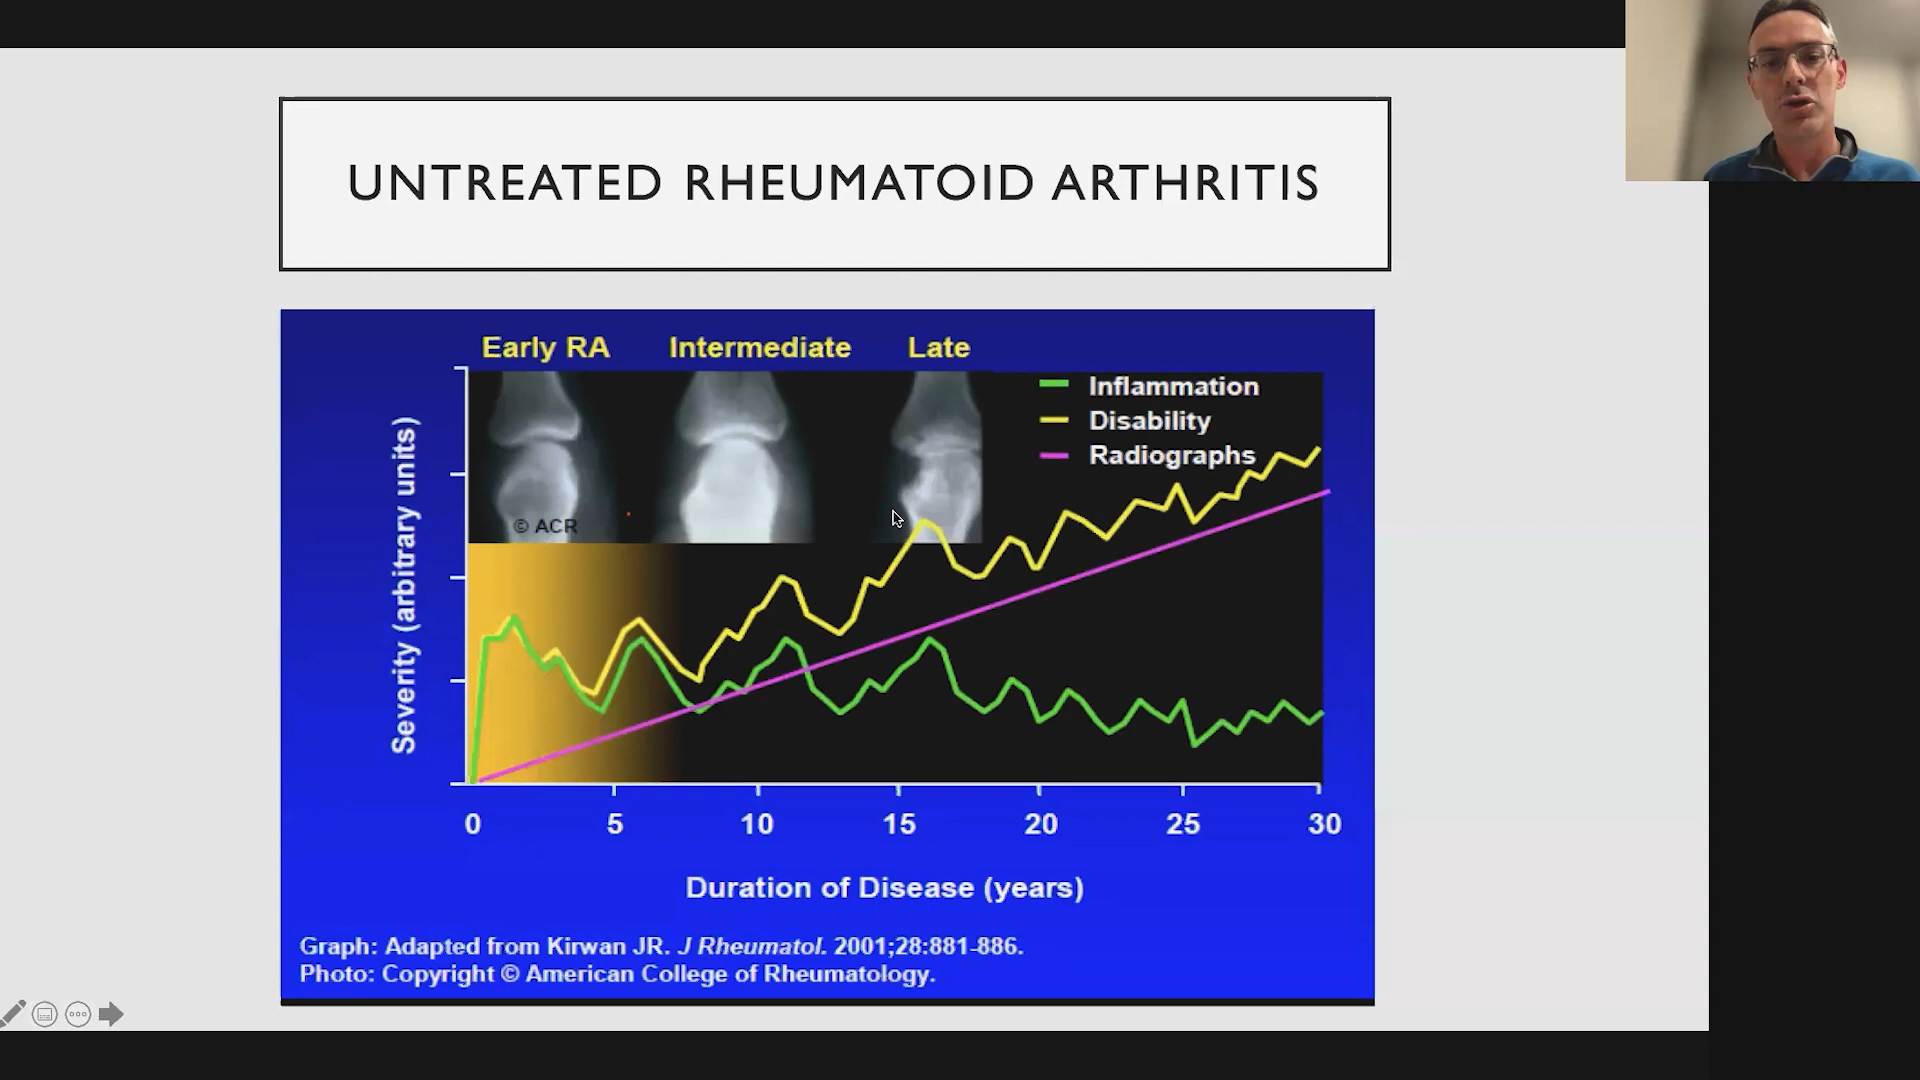 UNTREATED RHEUMATOID ARTHRITIS
Early RA Intermediate Late
Inflammation
Disability
Radiographs
© ACR
Severity (arbitrary units)
0 5 10 15 20 25 30
Duration of Disease (years)
Graph: Adapted from Kirwan JR. J Rheumatol. 2001;28:881-886.
Photo: Copyright © American College of Rheumatology.